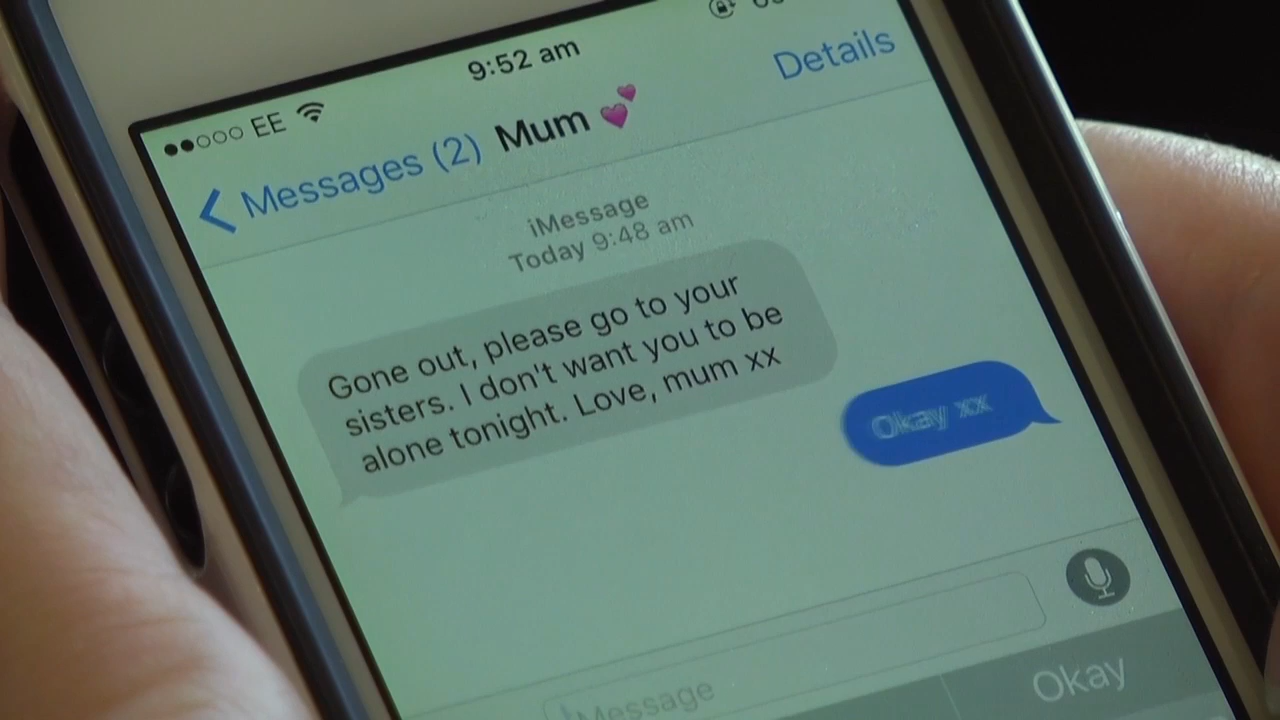 9:52 am
EE
Messages (2) Mum 💕 Details
iMessage
Today 9:48 am
Gone out, please go to your
sisters. I don't want you to be
alone tonight. Love, mum xx
Okay xx
Message
Okay